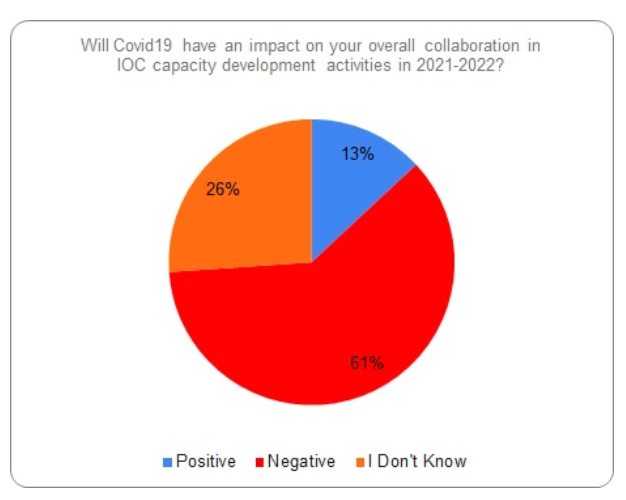 Will Covid19 have an impact on your overall collaboration in
IOC capacity development activities in 2021-2022?
13%
26%
61%
Positive
Negative
I Don't Know